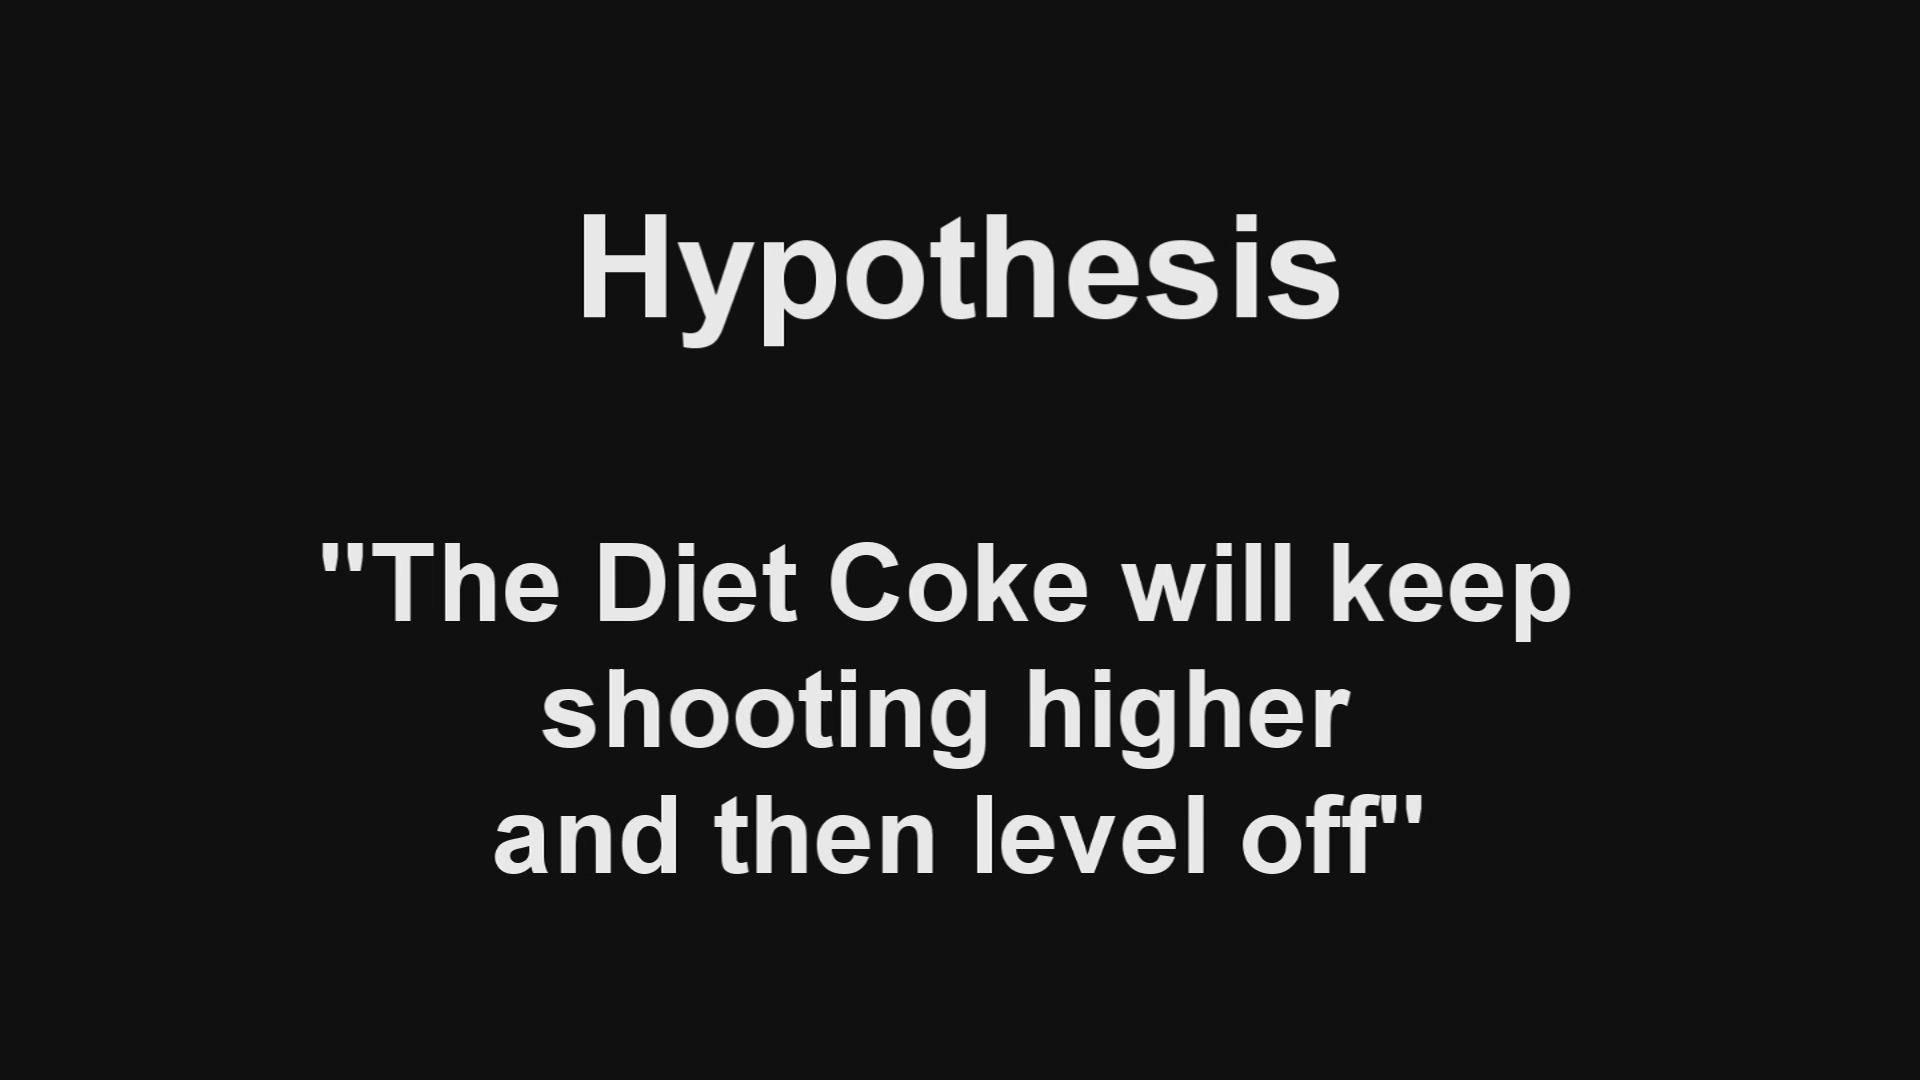 Hypothesis
"The Diet Coke will keep
shooting higher
and then level off"